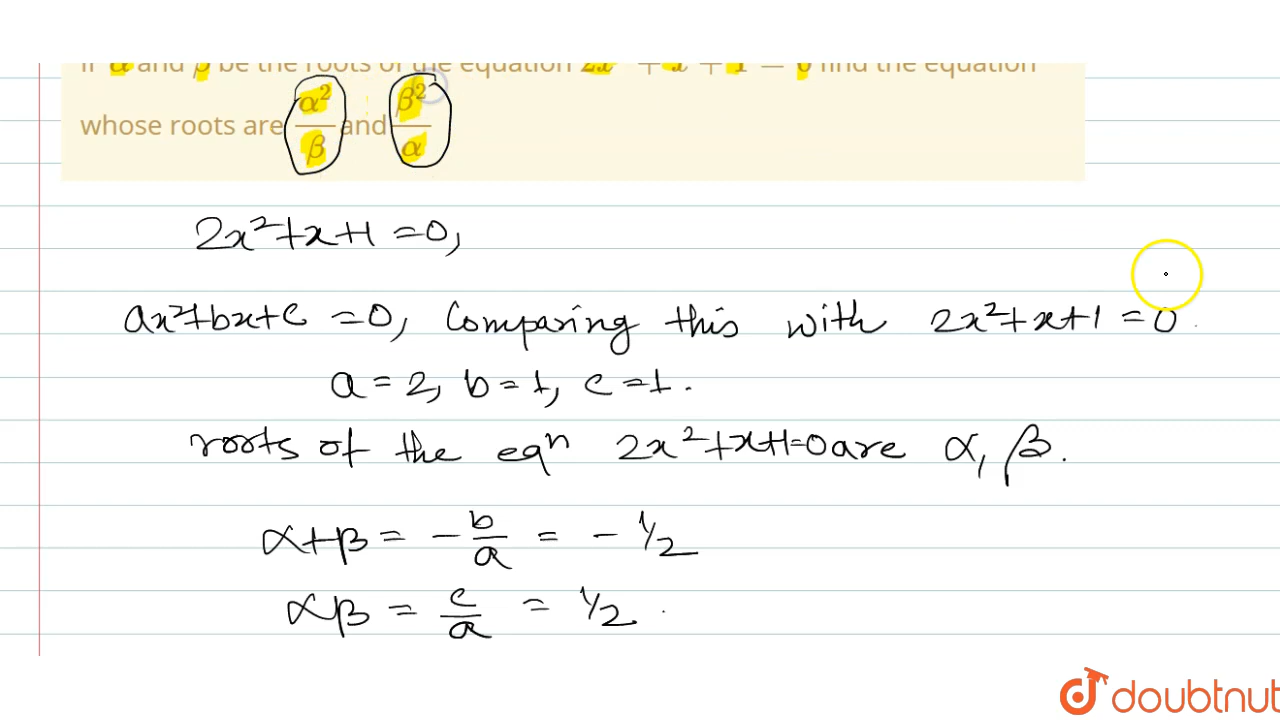 If α and β be the roots of the equation 2x² + x + 1 = 0 find the equation
whose roots are α²/β and β²/α
2x²+x+1 =0,
ax²+bx+c =0, Comparing this with 2x²+x+1 =0
a = 2, b = 1, c = 1.
roots of the eqⁿ 2x²+x+1=0 are α, β.
α+β = -b/a = - 1/2
αβ = c/a = 1/2
doubtnut